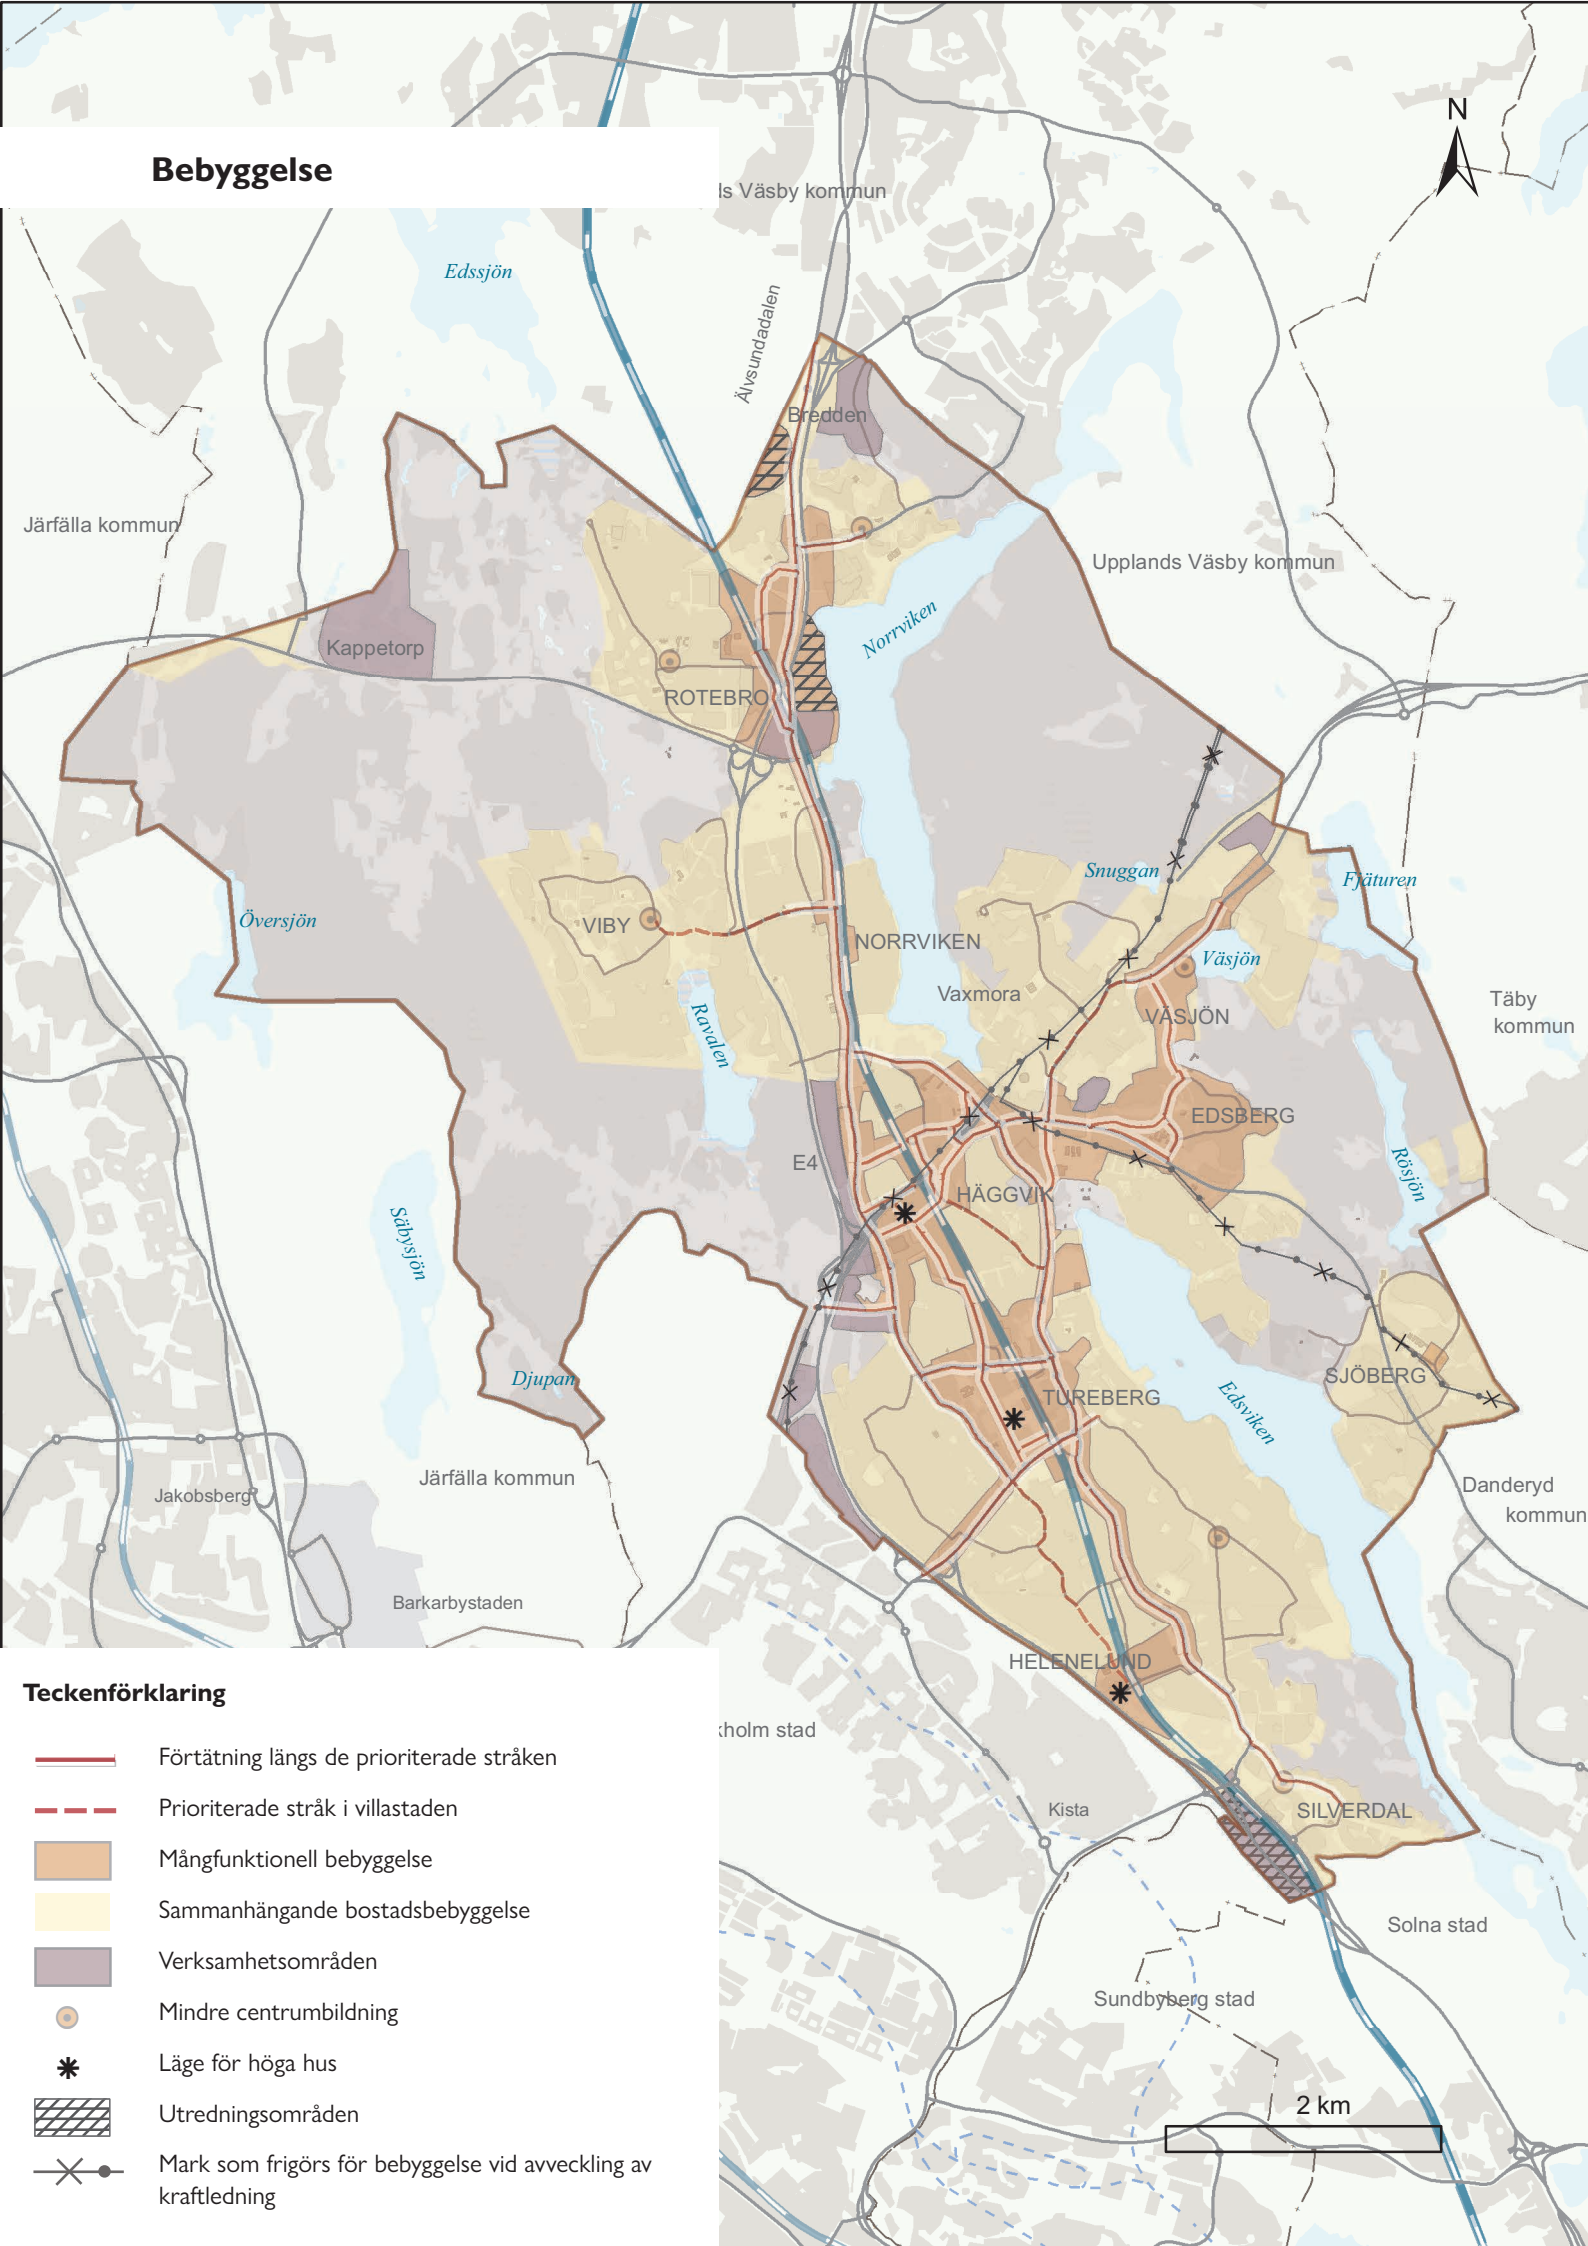 N
Bebyggelse
ls Väsby kommun
Edssjön
Älvsundadalen
Bredden
Järfälla kommun
Upplands Väsby kommun
Norrviken
Kappetorp
ROTEBRO
Snuggan
Fjäturen
Översjön
VIBY
NORRVIKEN
Väsjön
Vaxmora
Täby
kommun
VÄSJÖN
Ravalen
EDSBERG
E4
Rösjön
HÄGGVIK
Säbysjön
Djupan
SJÖBERG
TUREBERG
Edsviken
Järfälla kommun
Danderyd
kommun
Jakobsberg
Barkarbystaden
HELENELUND
kholm stad
Kista
SILVERDAL
Solna stad
Sundbyberg stad
2 km
Teckenförklaring
Förtätning längs de prioriterade stråken
Prioriterade stråk i villastaden
Mångfunktionell bebyggelse
Sammanhängande bostadsbebyggelse
Verksamhetsområden
Mindre centrumbildning
Läge för höga hus
Utredningsområden
Mark som frigörs för bebyggelse vid avveckling av
kraftledning